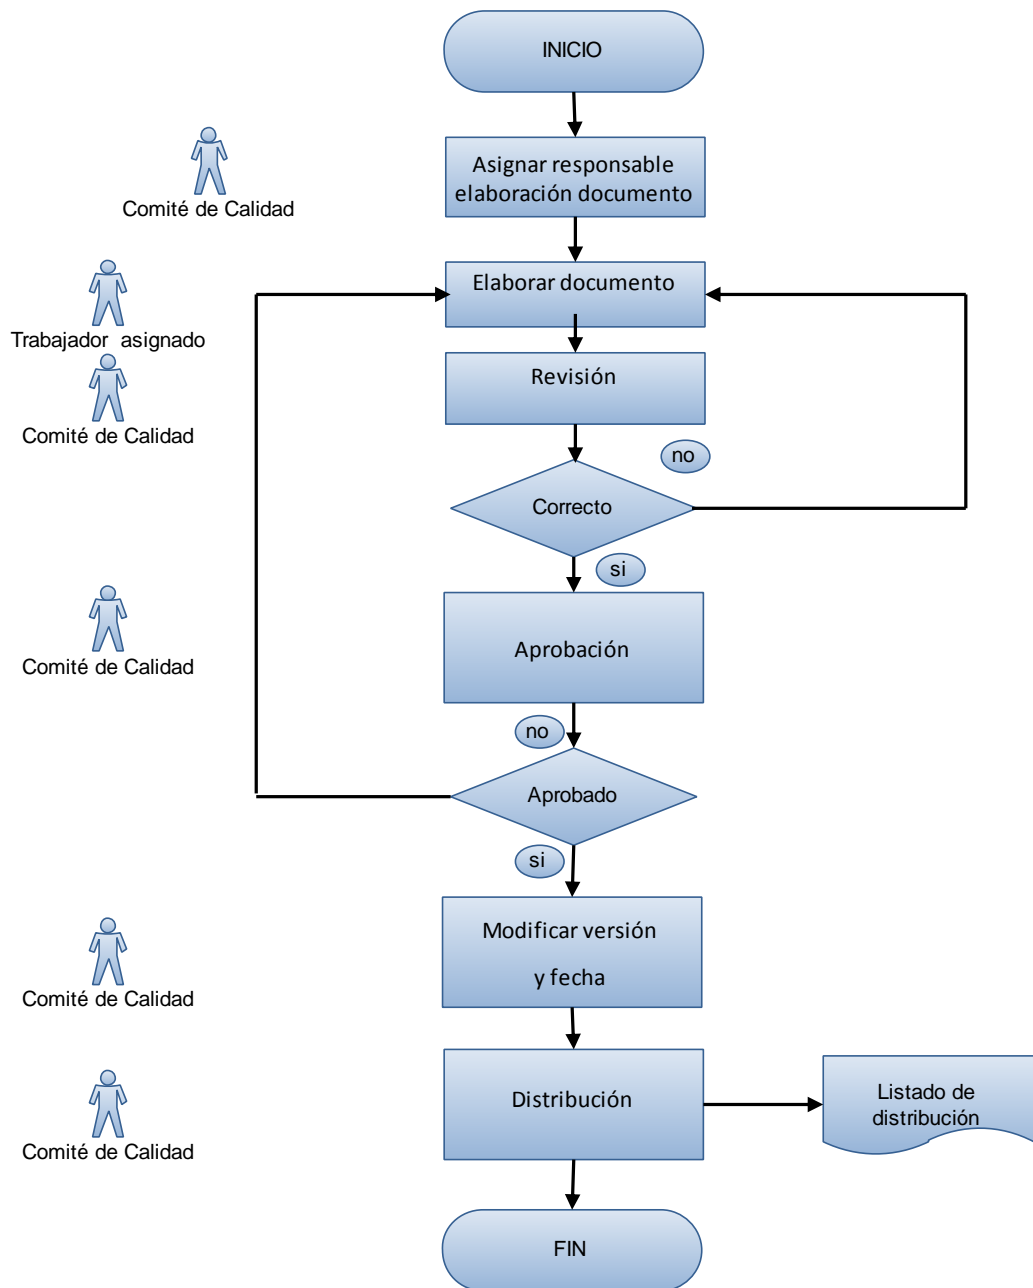 INICIO
Asignar responsable
elaboración documento
Comité de Calidad
Elaborar documento
Trabajador asignado
Revisión
Comité de Calidad
no
Correcto
si
Aprobación
Comité de Calidad
no
Aprobado
si
Modificar versión
y fecha
Comité de Calidad
Distribución
Listado de
distribución
Comité de Calidad
FIN